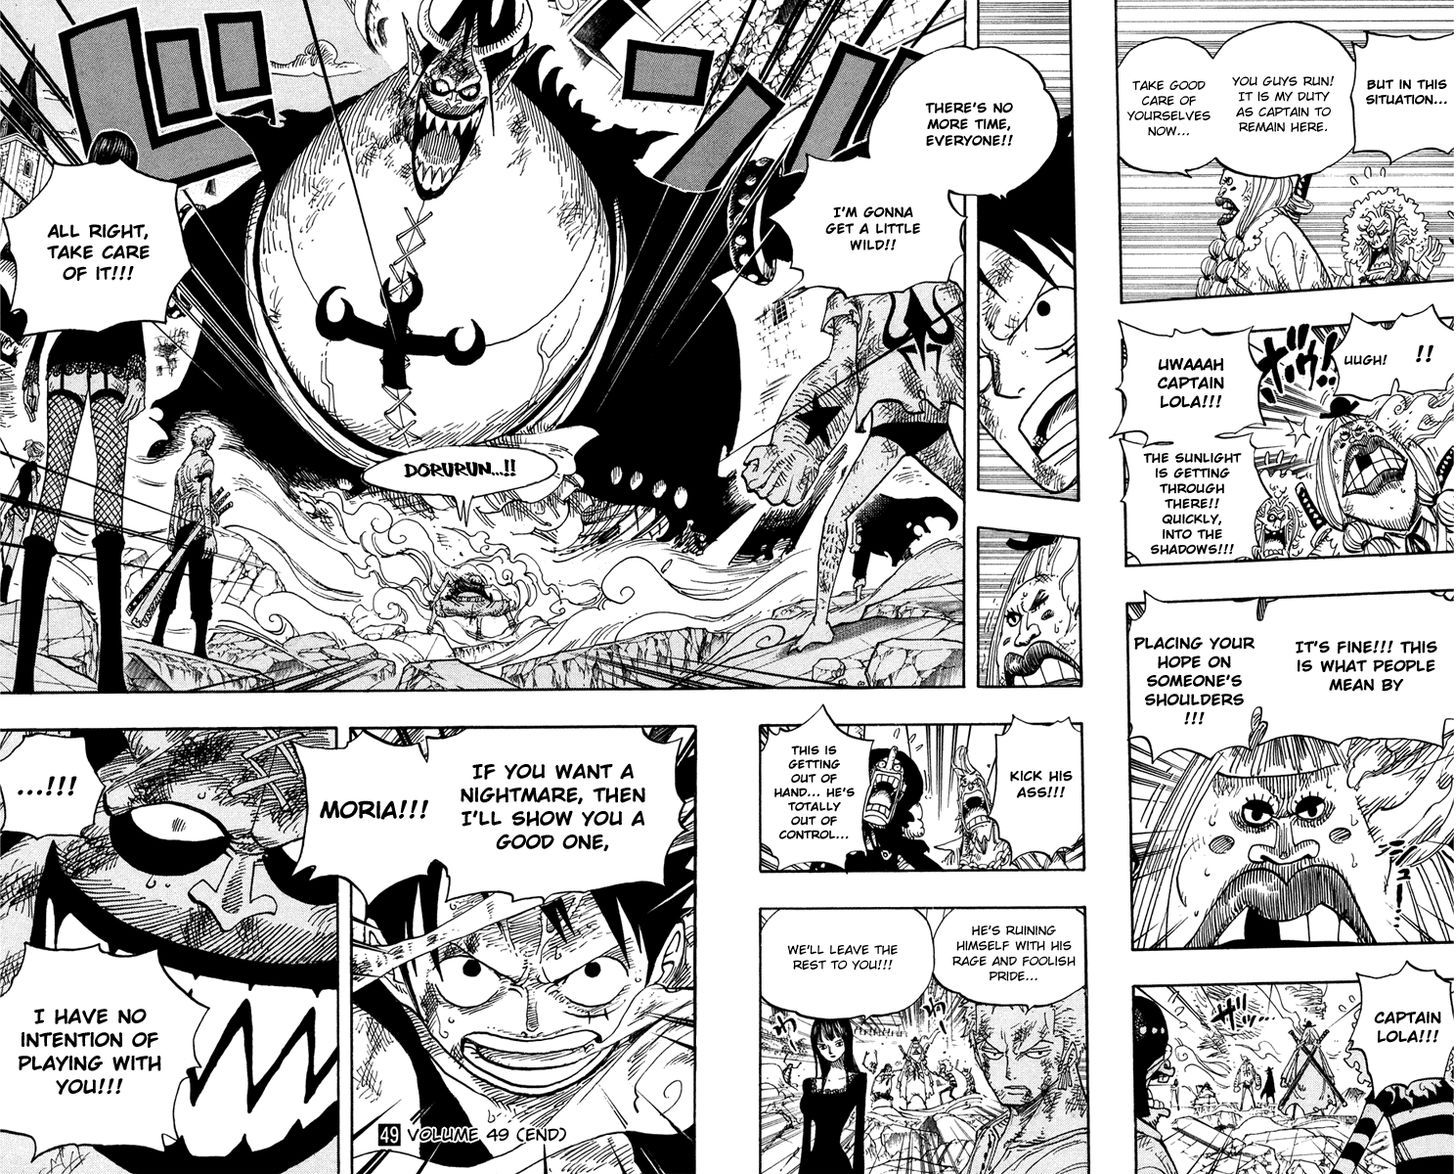 BUT IN THIS
SITUATION...
YOU GUYS RUN!
IT IS MY DUTY
AS CAPTAIN TO
REMAIN HERE.
TAKE GOOD
CARE OF
YOURSELVES
NOW...
!!
UUGH!
UWAAAH
CAPTAIN
LOLA!!!
THE SUNLIGHT
IS GETTING
THROUGH
THERE!!
QUICKLY,
INTO THE
SHADOWS!!!
IT'S FINE!!! THIS
IS WHAT PEOPLE
MEAN BY
PLACING YOUR
HOPE ON
SOMEONE'S
SHOULDERS
!!!
CAPTAIN
LOLA!!!
THERE'S NO
MORE TIME,
EVERYONE!!
I'M GONNA
GET A LITTLE
WILD!!
ALL RIGHT,
TAKE CARE
OF IT!!!
DORURUN...!!
KICK HIS
ASS!!!
THIS IS
GETTING
OUT OF
HAND... HE'S
TOTALLY
OUT OF
CONTROL...
HE'S RUINING
HIMSELF WITH HIS
RAGE AND FOOLISH
PRIDE...
WE'LL LEAVE THE
REST TO YOU!!!
IF YOU WANT A
NIGHTMARE, THEN
I'LL SHOW YOU A
GOOD ONE,
MORIA!!!
...!!!
I HAVE NO
INTENTION OF
PLAYING WITH
YOU!!!
49 VOLUME 49 (END)